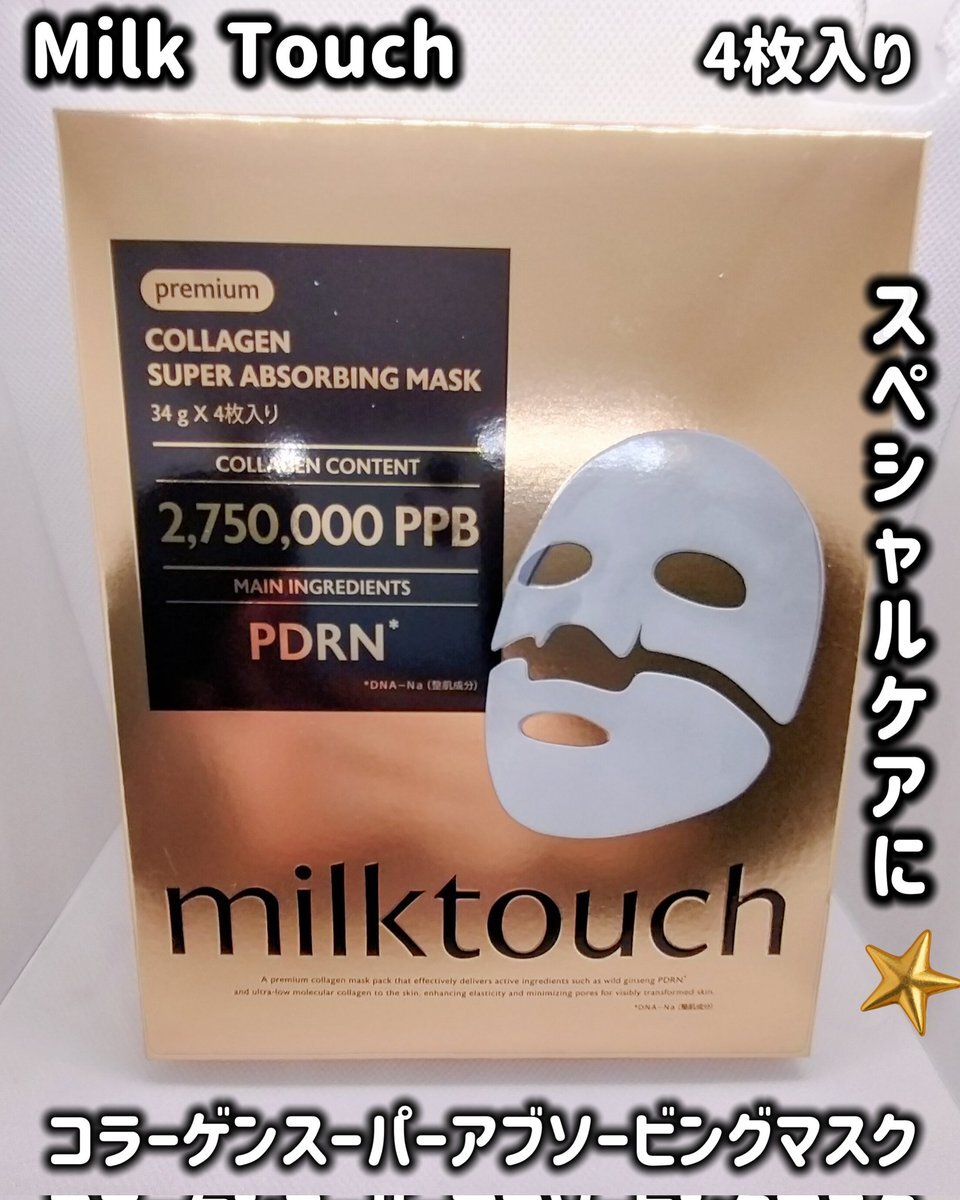 Milk Touch
4枚入り
premium
COLLAGEN
SUPER ABSORBING MASK
34 g X 4枚入り
COLLAGEN CONTENT
2,750,000 PPB
MAIN INGREDIENTS
PDRN*
*DNA-Na (整肌成分)
スペシャルケアに
milktouch
A premium collagen mask pack that effectively delivers active ingredients such as wild ginseng PDRN*
and ultra-low molecular collagen to the skin, enhancing elasticity and minimizing pores for visibly transformed skin.
*DNA-Na (整肌成分)
コラーゲンスーパーアブソービングマスク